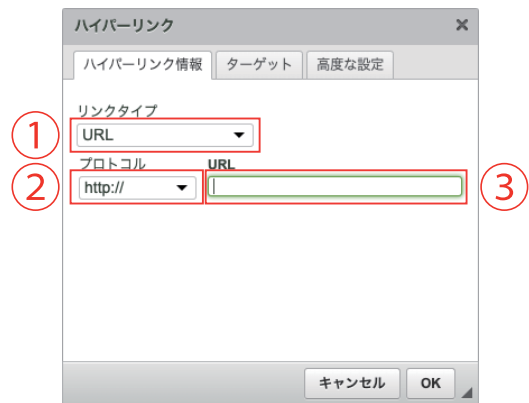 ハイパーリンク ×
ハイパーリンク情報 ターゲット 高度な設定
リンクタイプ
① URL
プロトコル URL
② http:// ③
キャンセル OK